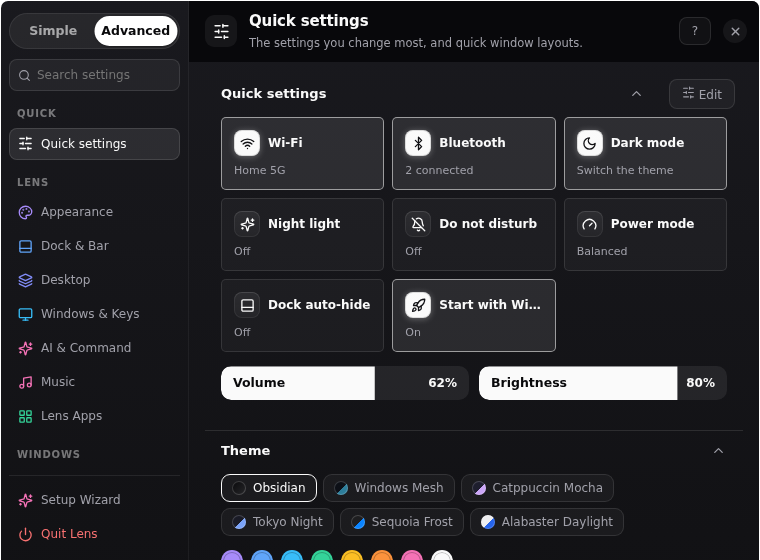 Simple
Advanced
Search settings
QUICK
Quick settings
LENS
Appearance
Dock & Bar
Desktop
Windows & Keys
AI & Command
Music
Lens Apps
WINDOWS
Setup Wizard
Quit Lens
Quick settings
The settings you change most, and quick window layouts.
?
Quick settings
Edit
Wi-Fi
Home 5G
Bluetooth
2 connected
Dark mode
Switch the theme
Night light
Off
Do not disturb
Off
Power mode
Balanced
Dock auto-hide
Off
Start with Wi...
On
Volume
62%
Brightness
80%
Theme
Obsidian
Windows Mesh
Catppuccin Mocha
Tokyo Night
Sequoia Frost
Alabaster Daylight